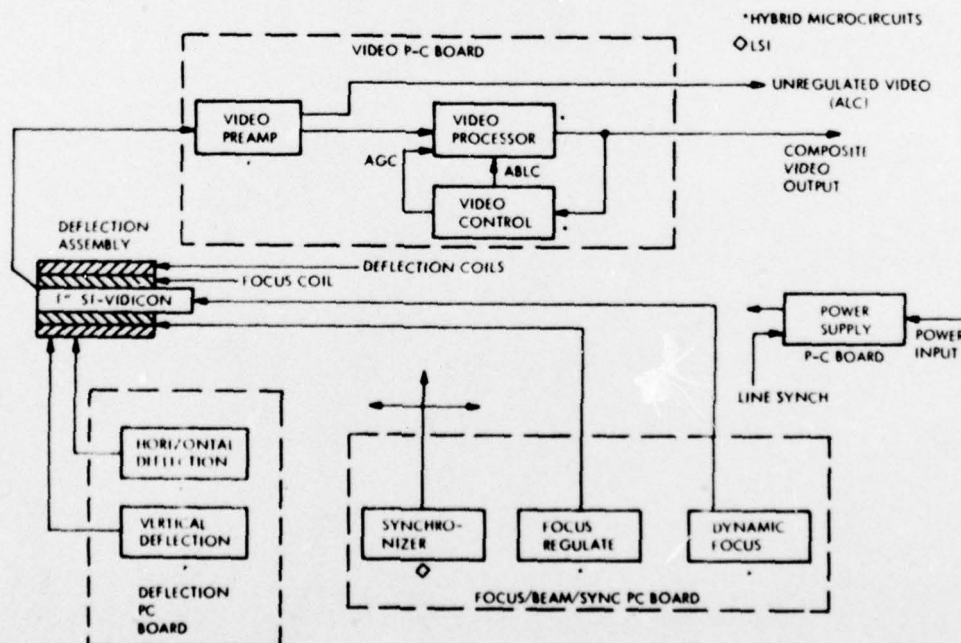 *HYBRID MICROCIRCUITS
◇ LSI
VIDEO P-C BOARD
UNREGULATED VIDEO
(ALC)
VIDEO
PREAMP
VIDEO
PROCESSOR
AGC
ABLC
COMPOSITE
VIDEO
OUTPUT
VIDEO
CONTROL
DEFLECTION
ASSEMBLY
DEFLECTION COILS
FOCUS COIL
1" SI-VIDICON
POWER
SUPPLY
POWER
INPUT
P-C BOARD
LINE SYNCH
HORIZONTAL
DEFLECTION
VERTICAL
DEFLECTION
DEFLECTION
PC
BOARD
SYNCHRO-
NIZER
◇
FOCUS
REGULATE
DYNAMIC
FOCUS
FOCUS/BEAM/SYNC PC BOARD